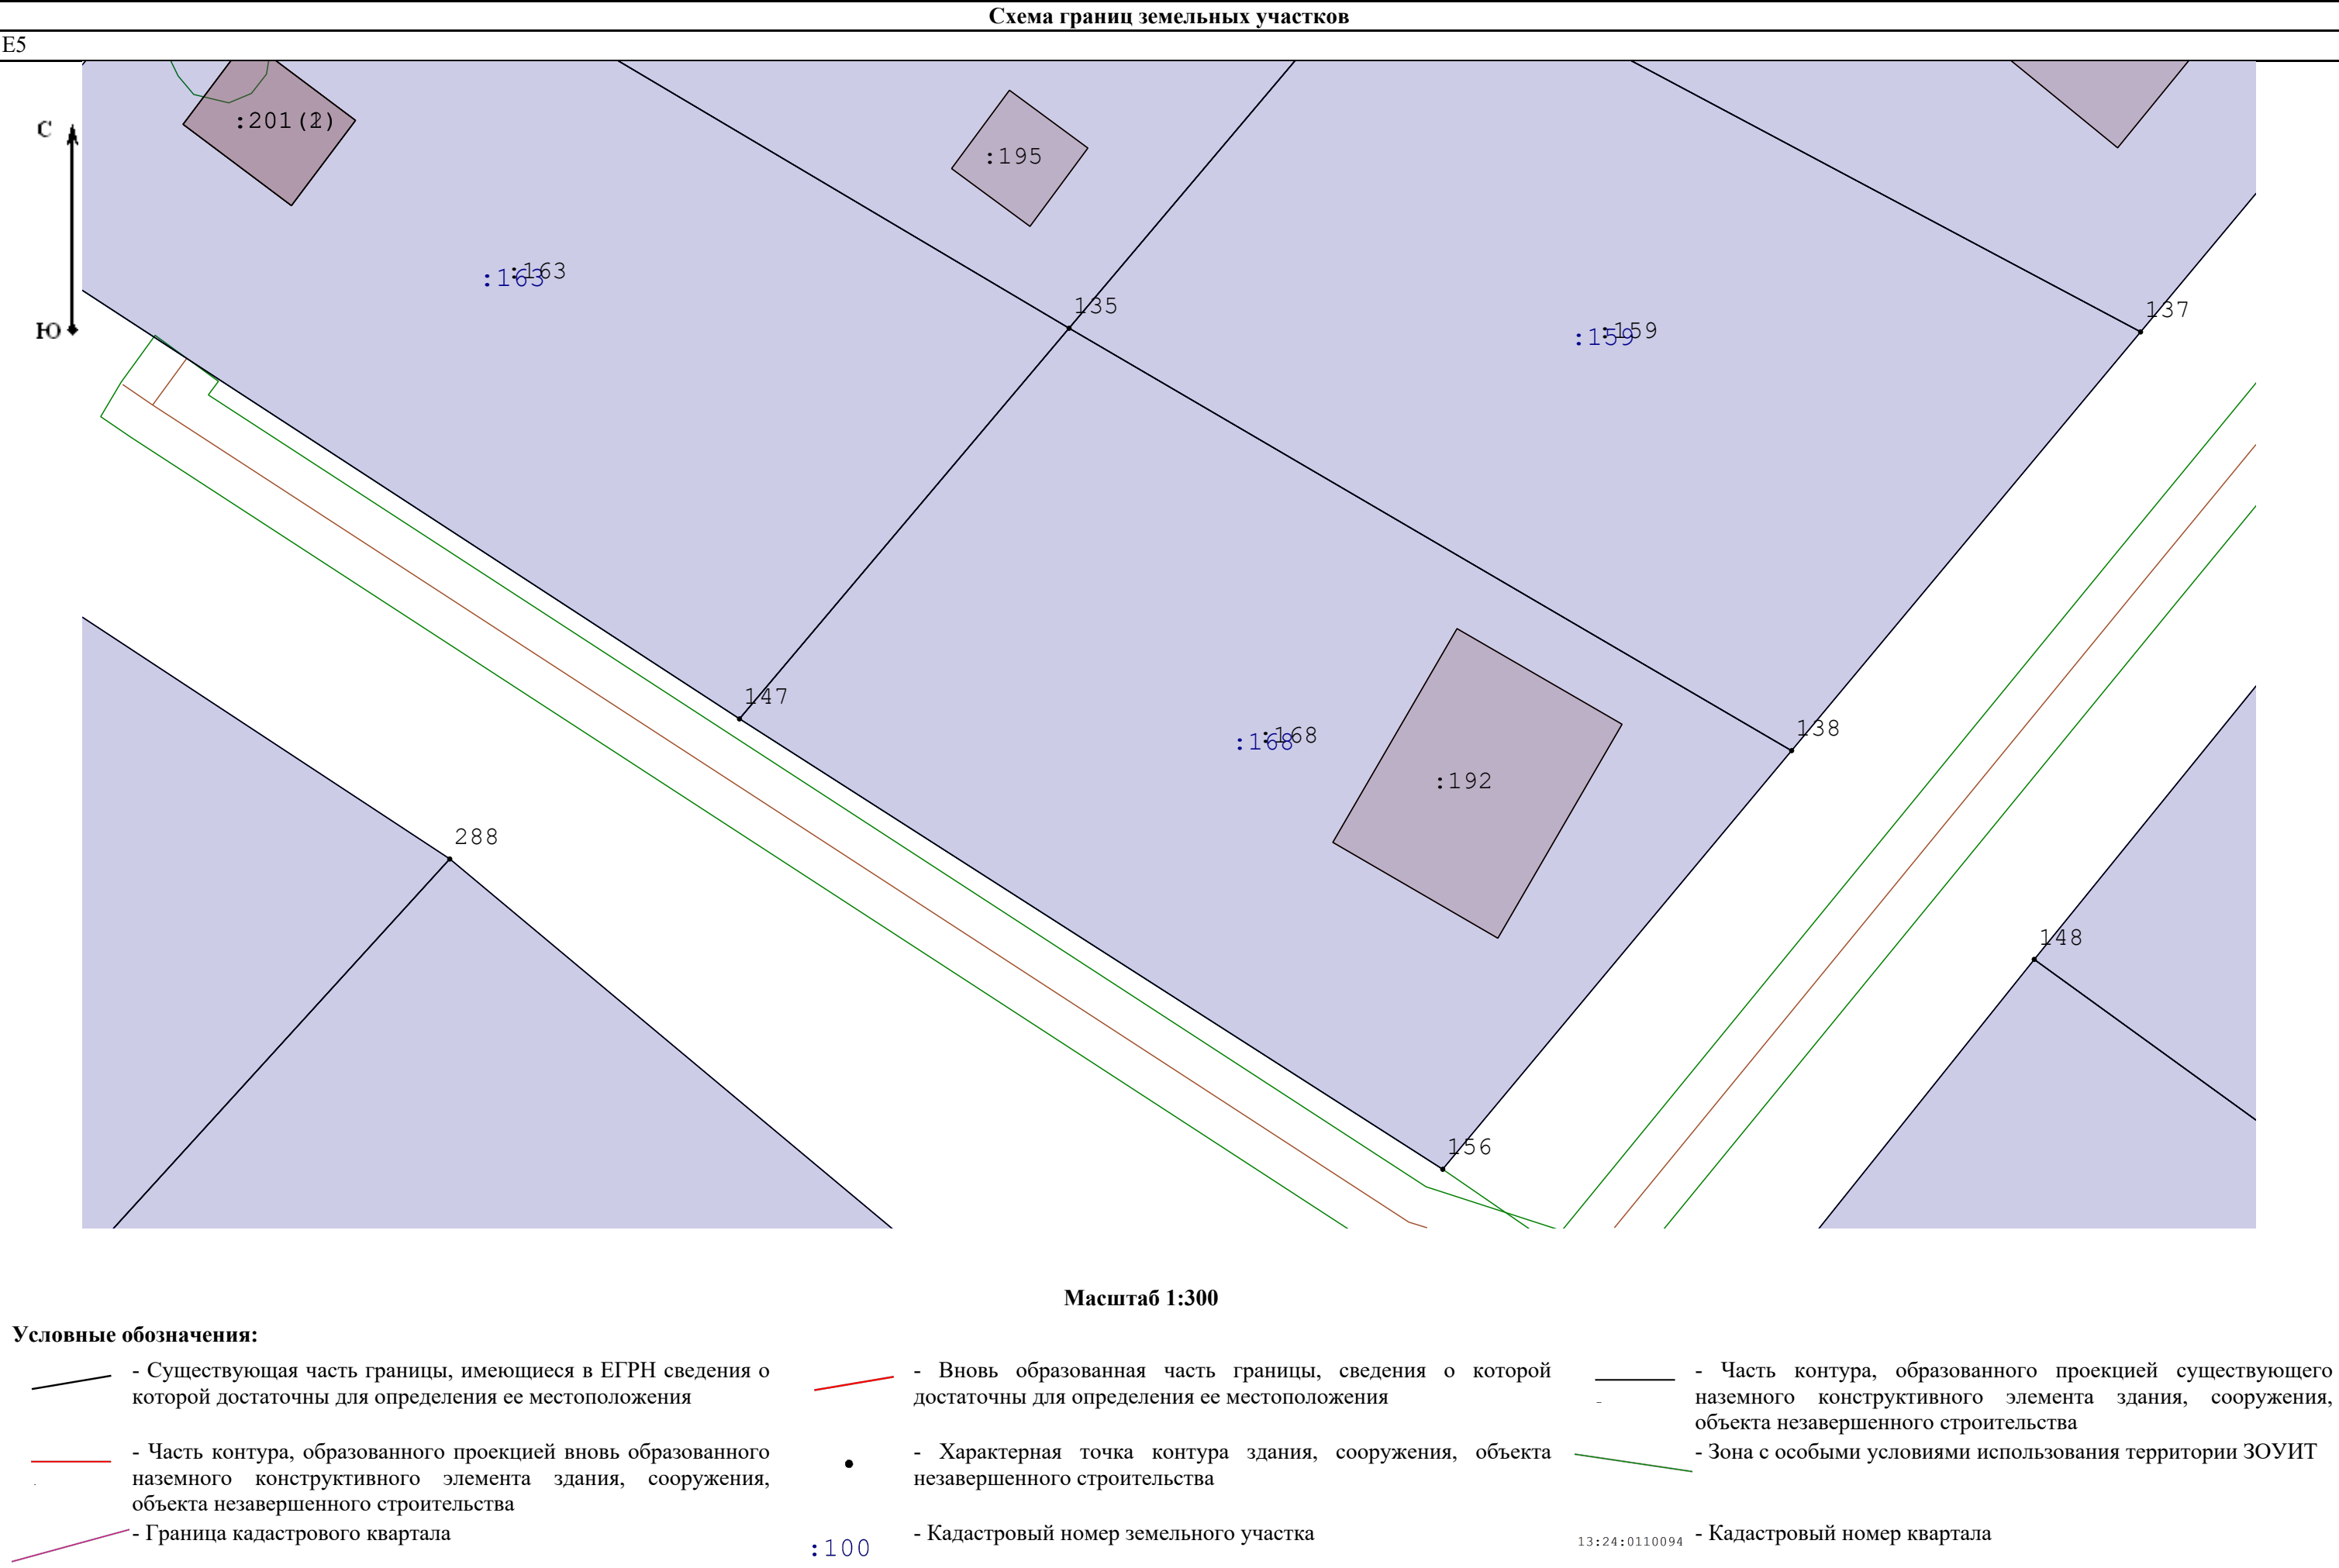 Схема границ земельных участков
E5
С
:201(2)
:195
:163
:163
135
137
:159
:159
Ю
147
138
:168
:168
:192
288
148
156
Масштаб 1:300
Условные обозначения:
- Существующая часть границы, имеющиеся в ЕГРН сведения о
которой достаточны для определения ее местоположения
- Вновь образованная часть границы, сведения о которой
достаточны для определения ее местоположения
- Часть контура, образованного проекцией существующего
наземного конструктивного элемента здания, сооружения,
объекта незавершенного строительства
- Часть контура, образованного проекцией вновь образованного
наземного конструктивного элемента здания, сооружения,
объекта незавершенного строительства
- Характерная точка контура здания, сооружения, объекта
незавершенного строительства
- Зона с особыми условиями использования территории ЗОУИТ
- Граница кадастрового квартала
:100
- Кадастровый номер земельного участка
13:24:0110094
- Кадастровый номер квартала